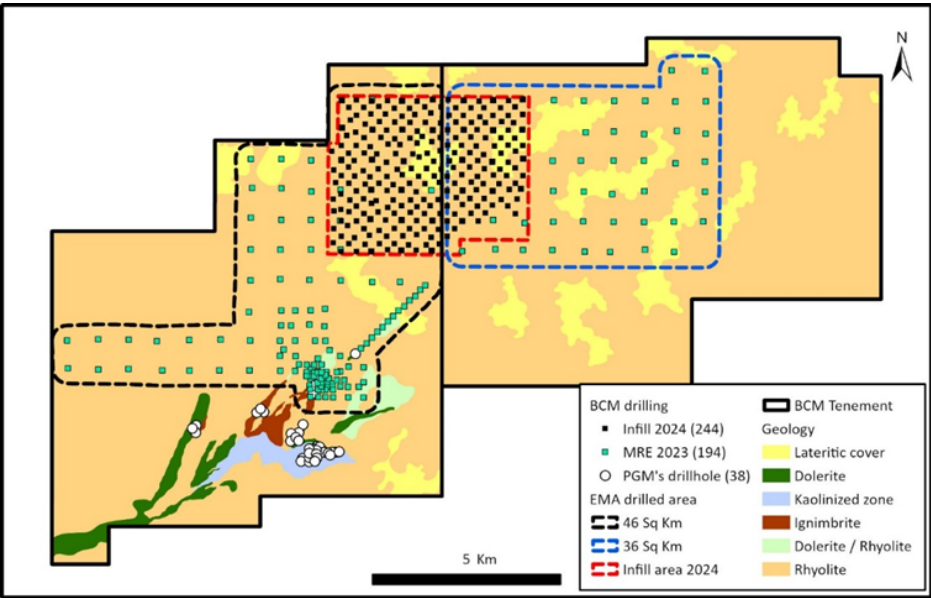 N
BCM drilling
Infill 2024 (244)
MRE 2023 (194)
PGM's drillhole (38)
EMA drilled area
46 Sq Km
36 Sq Km
Infill area 2024
BCM Tenement
Geology
Lateritic cover
Dolerite
Kaolinized zone
Ignimbrite
Dolerite / Rhyolite
Rhyolite
5 Km